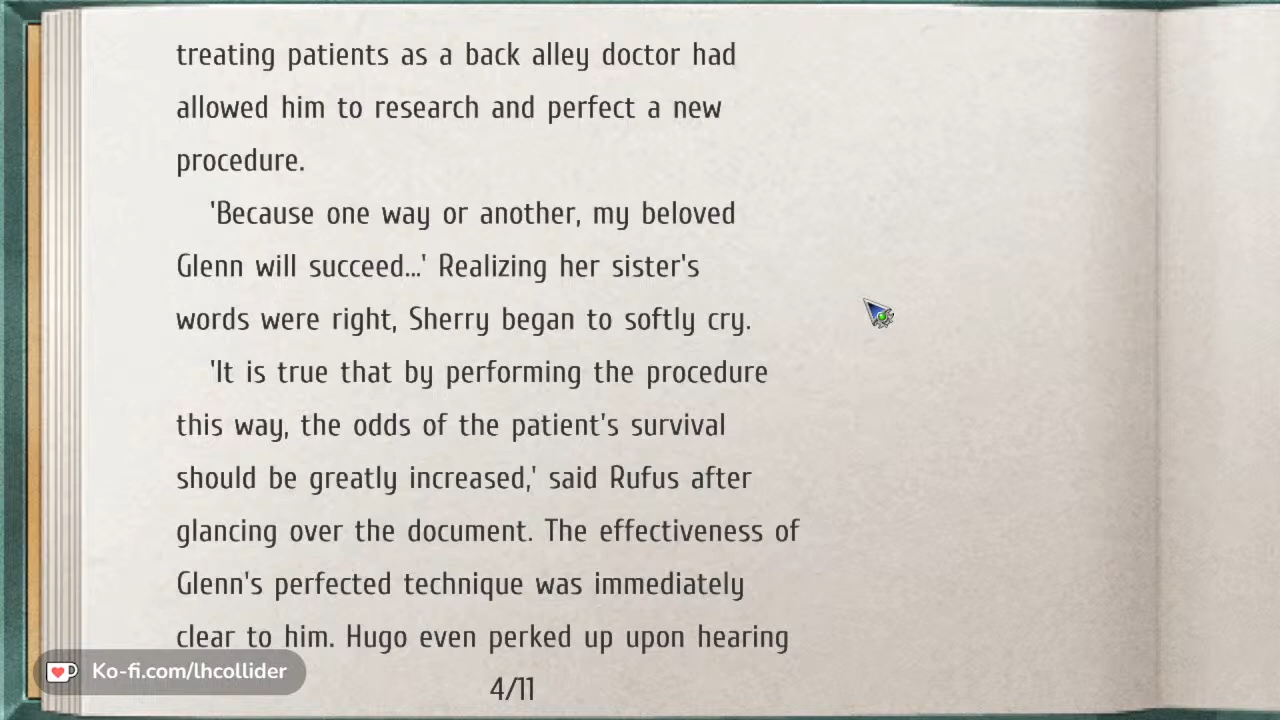 treating patients as a back alley doctor had
allowed him to research and perfect a new
procedure.
'Because one way or another, my beloved
Glenn will succeed...' Realizing her sister's
words were right, Sherry began to softly cry.
'It is true that by performing the procedure
this way, the odds of the patient's survival
should be greatly increased,' said Rufus after
glancing over the document. The effectiveness of
Glenn's perfected technique was immediately
clear to him. Hugo even perked up upon hearing
Ko-fi.com/lhcollider
4/11